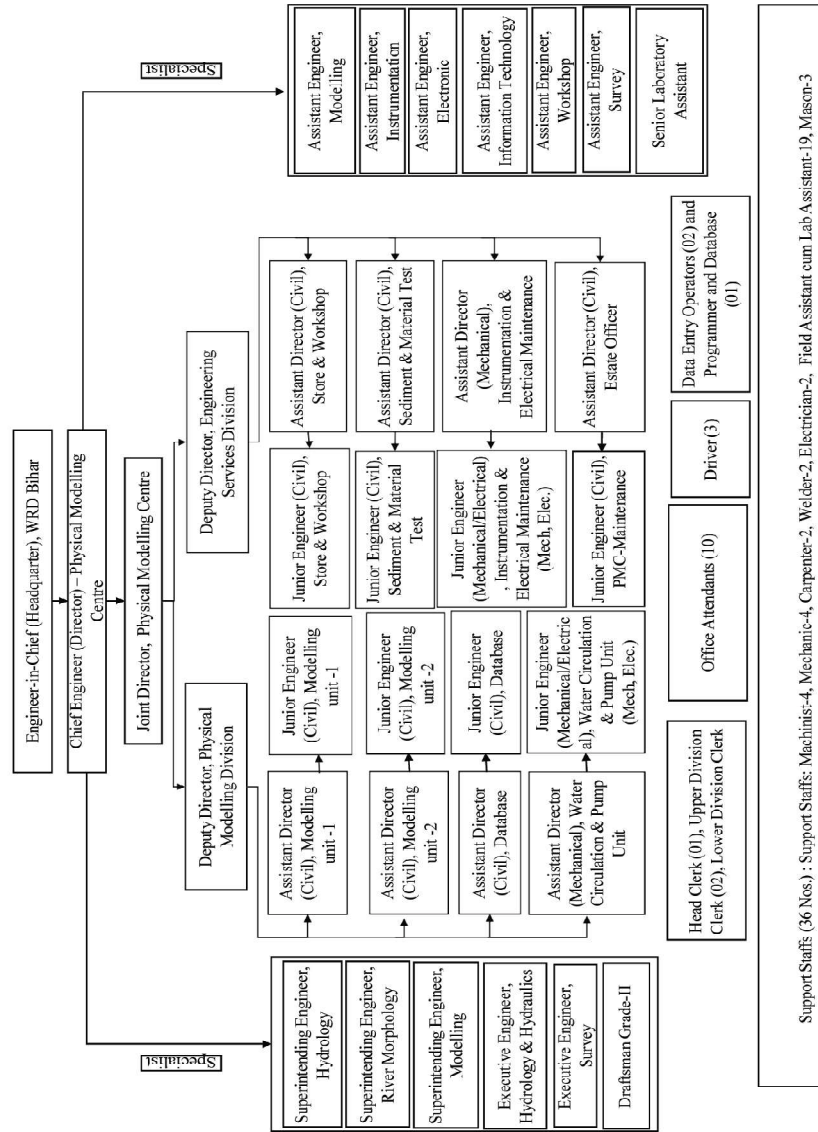 Engineer-in-Chief (Headquarter), WRD Bihar
Chief Engineer (Director) – Physical Modelling
Centre
Joint Director, Physical Modelling Centre
Specialist
Specialist
Deputy Director, Physical
Modelling Division
Deputy Director, Engineering
Services Division
Superintending Engineer,
Hydrology
Superintending Engineer,
River Morphology
Superintending Engineer,
Modelling
Executive Engineer,
Hydrology & Hydraulics
Executive Engineer,
Survey
Draftsman Grade-II
Assistant Director
(Civil), Modelling
unit -1
Assistant Director
(Civil), Modelling
unit -2
Assistant Director
(Civil), Database
Assistant Director
(Mechanical), Water
Circulation & Pump
Unit
Junior Engineer
(Civil), Modelling
unit-1
Junior Engineer
(Civil), Modelling
unit -2
Junior Engineer
(Civil), Database
Junior Engineer
(Mechanical/Electric
al), Water Circulation
& Pump Unit
(Mech, Elec.)
Junior Engineer (Civil),
Store & Workshop
Junior Engineer (Civil),
Sediment & Material
Test
Junior Engineer
(Mechanical/Electrical)
, Instrumentation &
Electrical Maintenance
(Mech, Elec.)
Junior Engineer (Civil),
PMC-Maintenance
Assistant Director (Civil),
Store & Workshop
Assistant Director (Civil),
Sediment & Material Test
Assistant Director
(Mechanical),
Instrumentation &
Electrical Maintenance
Assistant Director (Civil),
Estate Officer
Assistant Engineer,
Modelling
Assistant Engineer,
Instrumentation
Assistant Engineer,
Electronic
Assistant Engineer,
Information Technology
Assistant Engineer,
Workshop
Assistant Engineer,
Survey
Senior Laboratory
Assistant
Head Clerk (01), Upper Division
Clerk (02), Lower Division Clerk
Office Attendants (10)
Driver (3)
Data Entry Operators (02) and
Programmer and Database
(01)
Support Staffs (36 Nos.) : Support Staffs: Machinist-4, Mechanic-4, Carpenter-2, Welder-2, Electrician-2, Field Assistant cum Lab Assistant-19, Mason-3